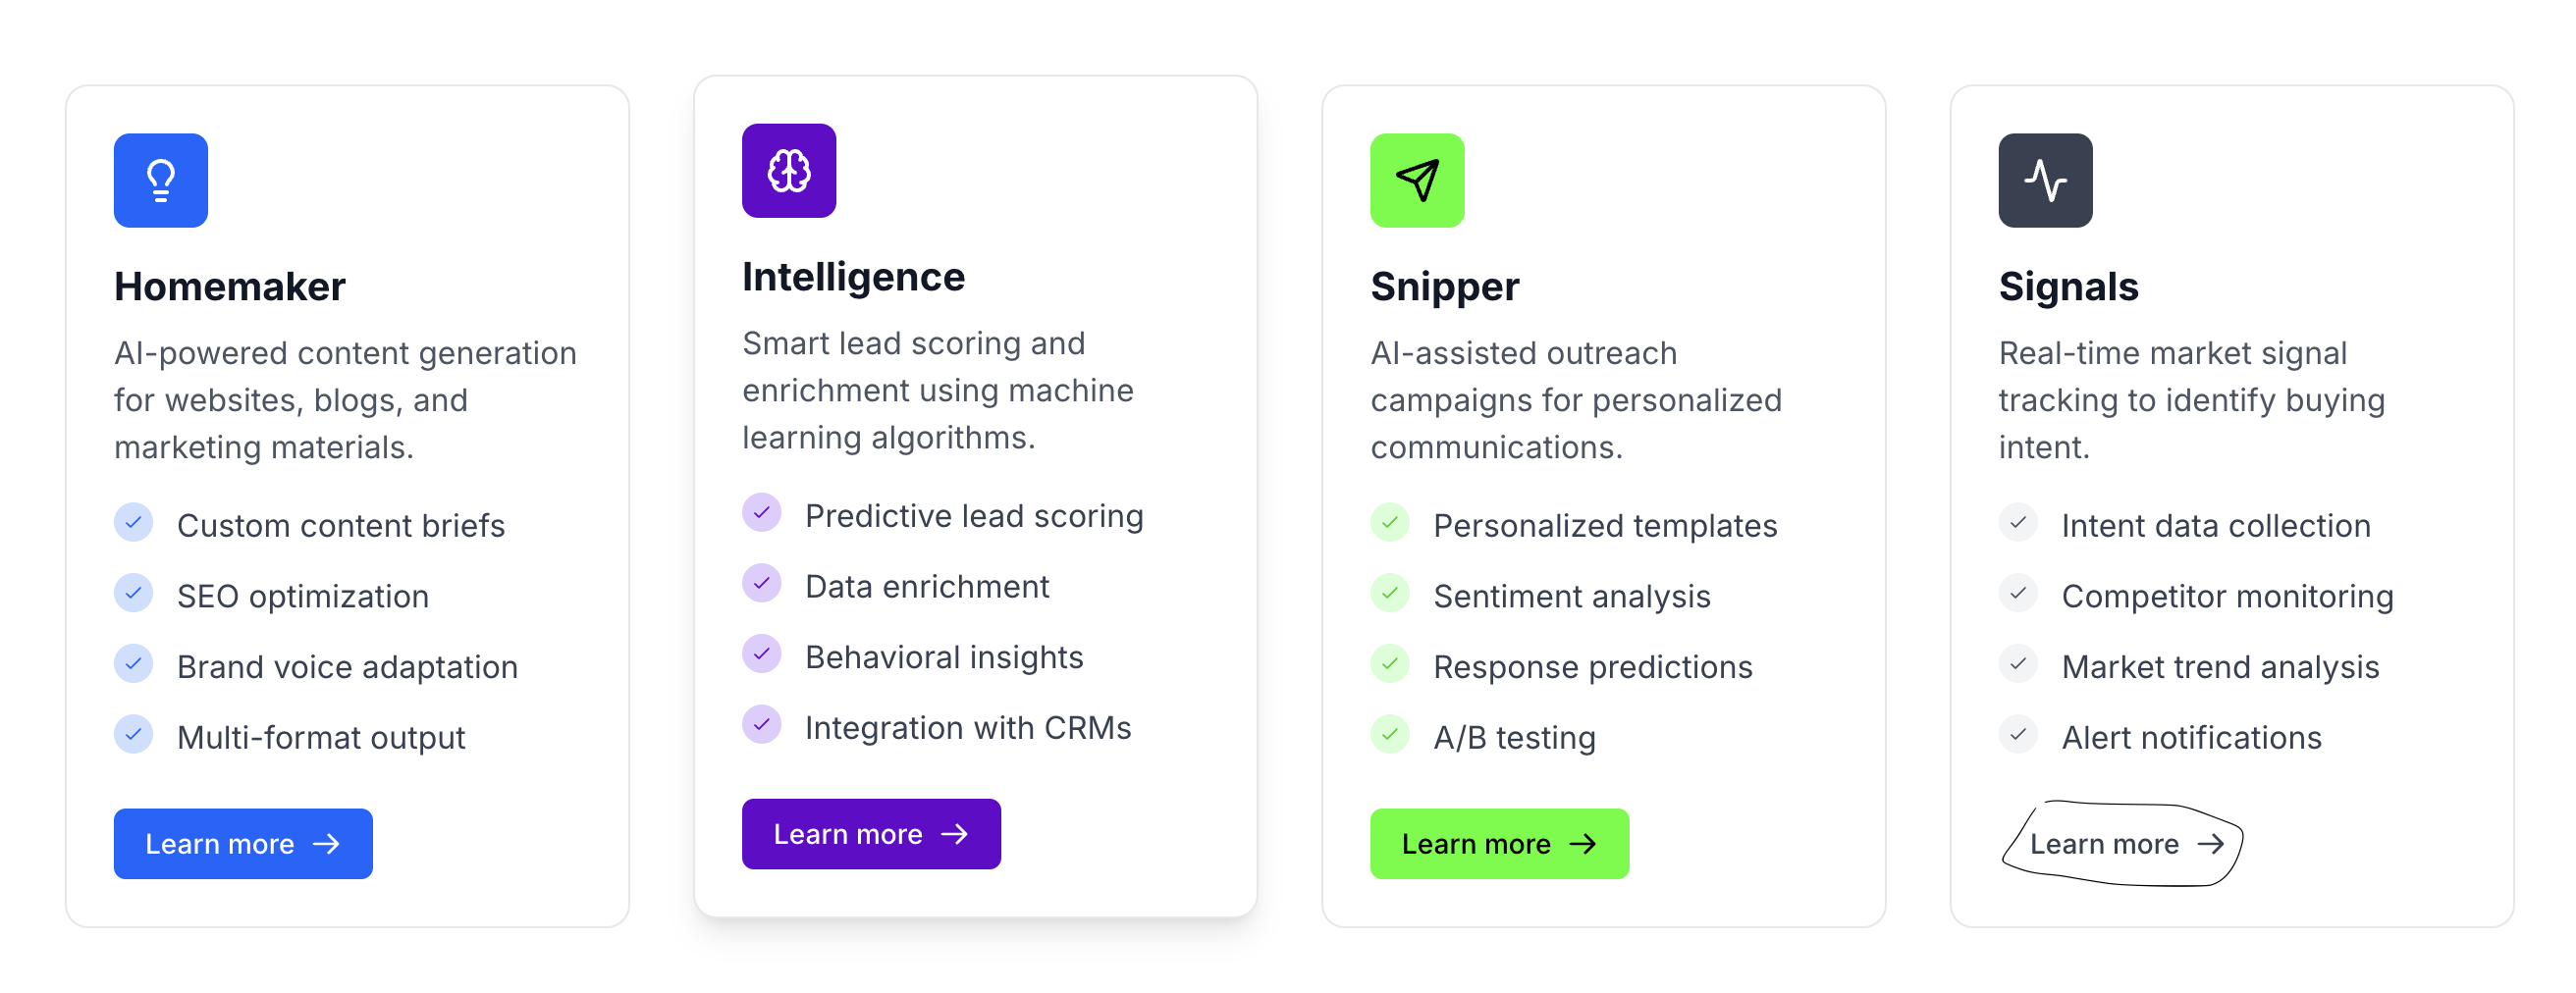 Homemaker
AI-powered content generation
for websites, blogs, and
marketing materials.
Custom content briefs
SEO optimization
Brand voice adaptation
Multi-format output
Learn more
Intelligence
Smart lead scoring and
enrichment using machine
learning algorithms.
Predictive lead scoring
Data enrichment
Behavioral insights
Integration with CRMs
Learn more
Snipper
AI-assisted outreach
campaigns for personalized
communications.
Personalized templates
Sentiment analysis
Response predictions
A/B testing
Learn more
Signals
Real-time market signal
tracking to identify buying
intent.
Intent data collection
Competitor monitoring
Market trend analysis
Alert notifications
Learn more